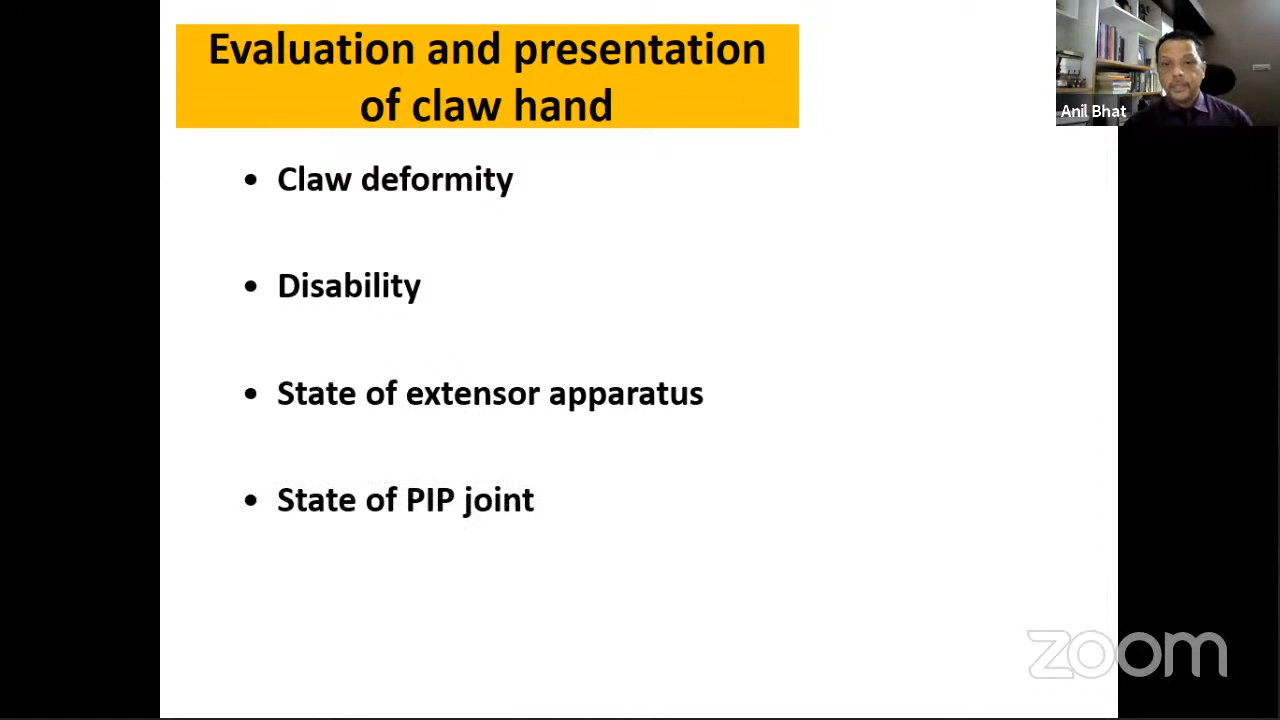 Evaluation and presentation
of claw hand
Anil Bhat
• Claw deformity
• Disability
• State of extensor apparatus
• State of PIP joint
zoom